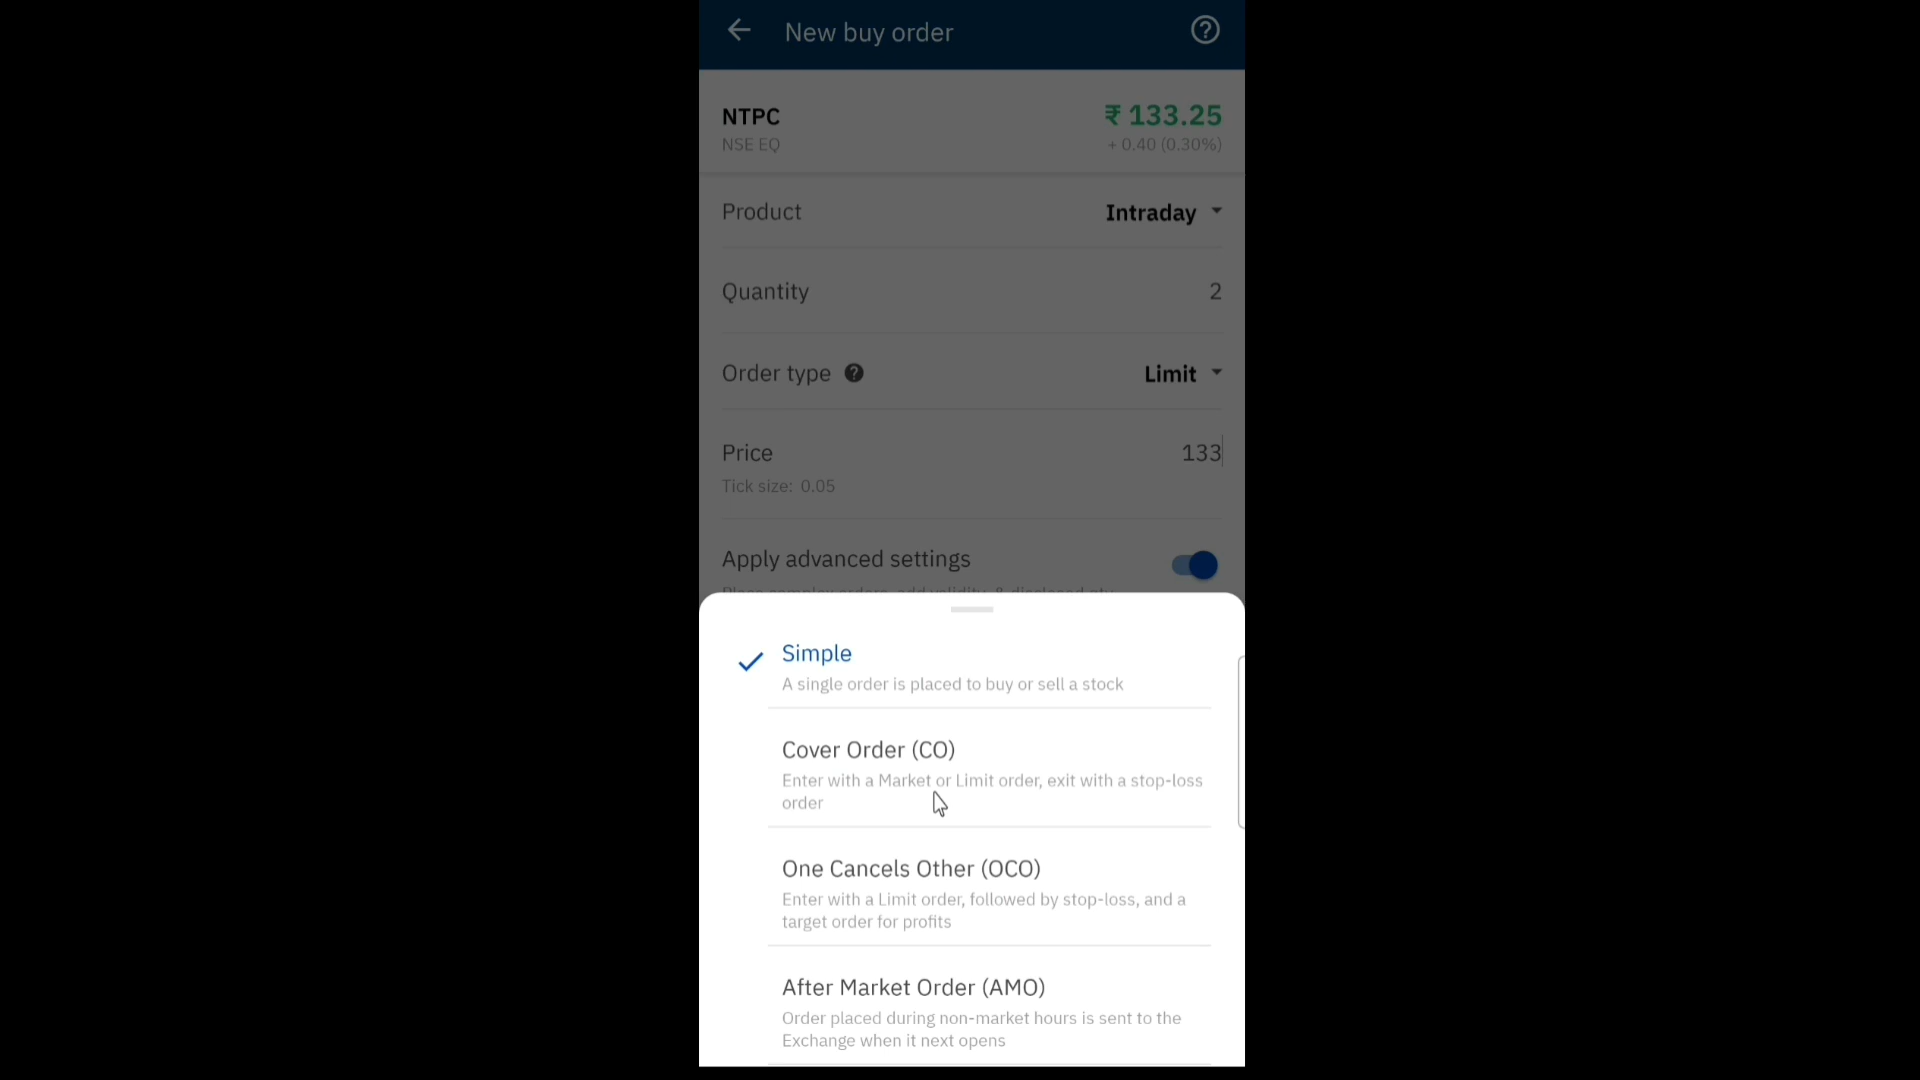 New buy order
NTPC
₹ 133.25
NSE EQ
+ 0.40 (0.30%)
Product
Intraday
Quantity
2
Order type
Limit
Price
133
Tick size: 0.05
Apply advanced settings
Simple
A single order is placed to buy or sell a stock
Cover Order (CO)
Enter with a Market or Limit order, exit with a stop-loss
order
One Cancels Other (OCO)
Enter with a Limit order, followed by stop-loss, and a
target order for profits
After Market Order (AMO)
Order placed during non-market hours is sent to the
Exchange when it next opens